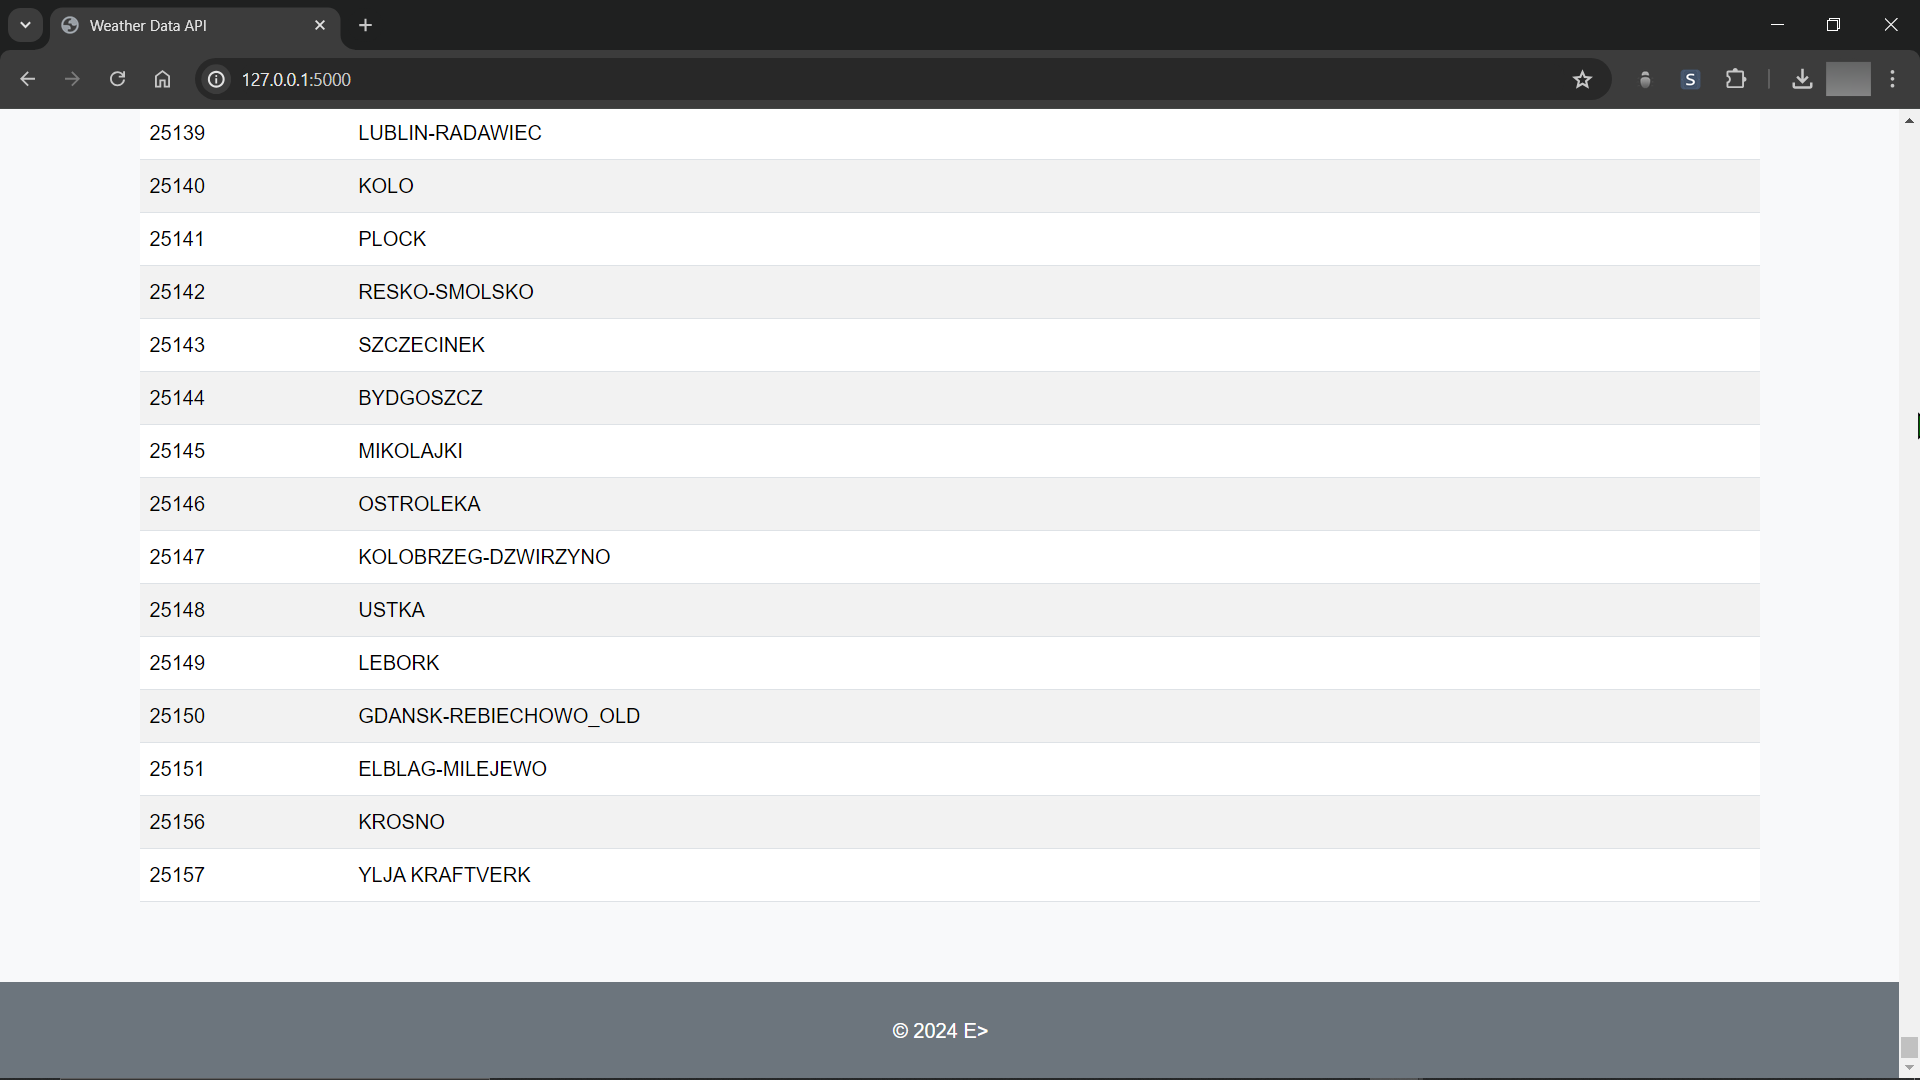 Weather Data API
127.0.0.1:5000
S
25139 LUBLIN-RADAWIEC
25140 KOLO
25141 PLOCK
25142 RESKO-SMOLSKO
25143 SZCZECINEK
25144 BYDGOSZCZ
25145 MIKOLAJKI
25146 OSTROLEKA
25147 KOLOBRZEG-DZWIRZYNO
25148 USTKA
25149 LEBORK
25150 GDANSK-REBIECHOWO_OLD
25151 ELBLAG-MILEJEWO
25156 KROSNO
25157 YLJA KRAFTVERK
© 2024 E>